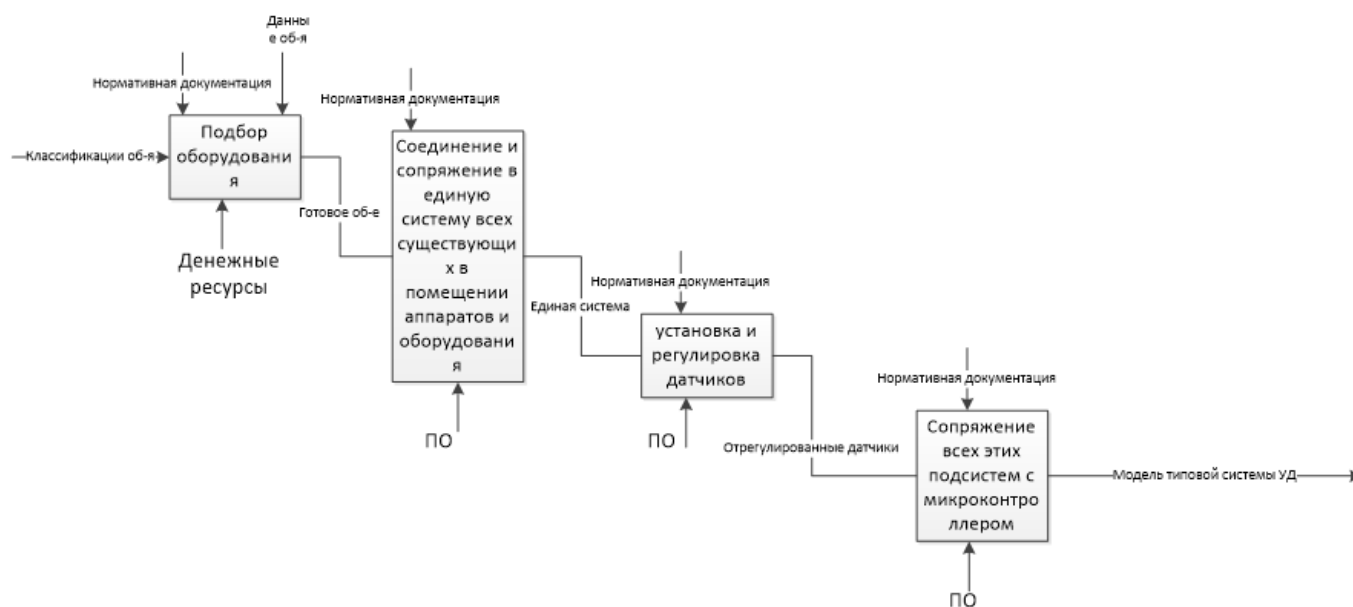 Данны
е об-я
Нормативная документация
Классификации об-я
Подбор
оборудовани
я
Готовое об-е
Денежные
ресурсы
Нормативная документация
Соединение и
сопряжение в
единую
систему всех
существующи
х в
помещении
аппаратов и
оборудовани
я
ПО
Единая система
Нормативная документация
установка и
регулировка
датчиков
ПО
Отрегулированные датчики
Нормативная документация
Сопряжение
всех этих
подсистем с
микроконтро
ллером
ПО
Модель типовой системы УД